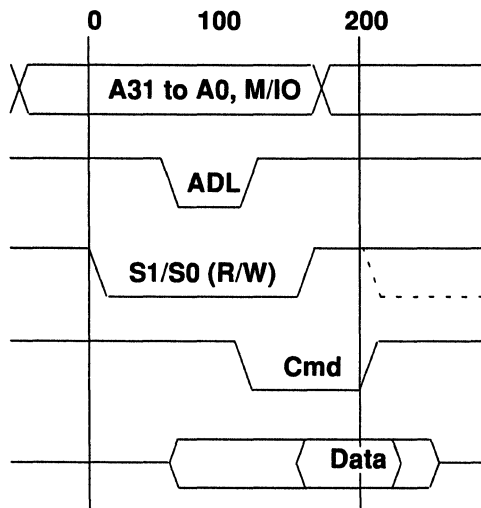 0 100 200
A31 to A0, M/IO
ADL
S1/S0 (R/W)
Cmd
Data